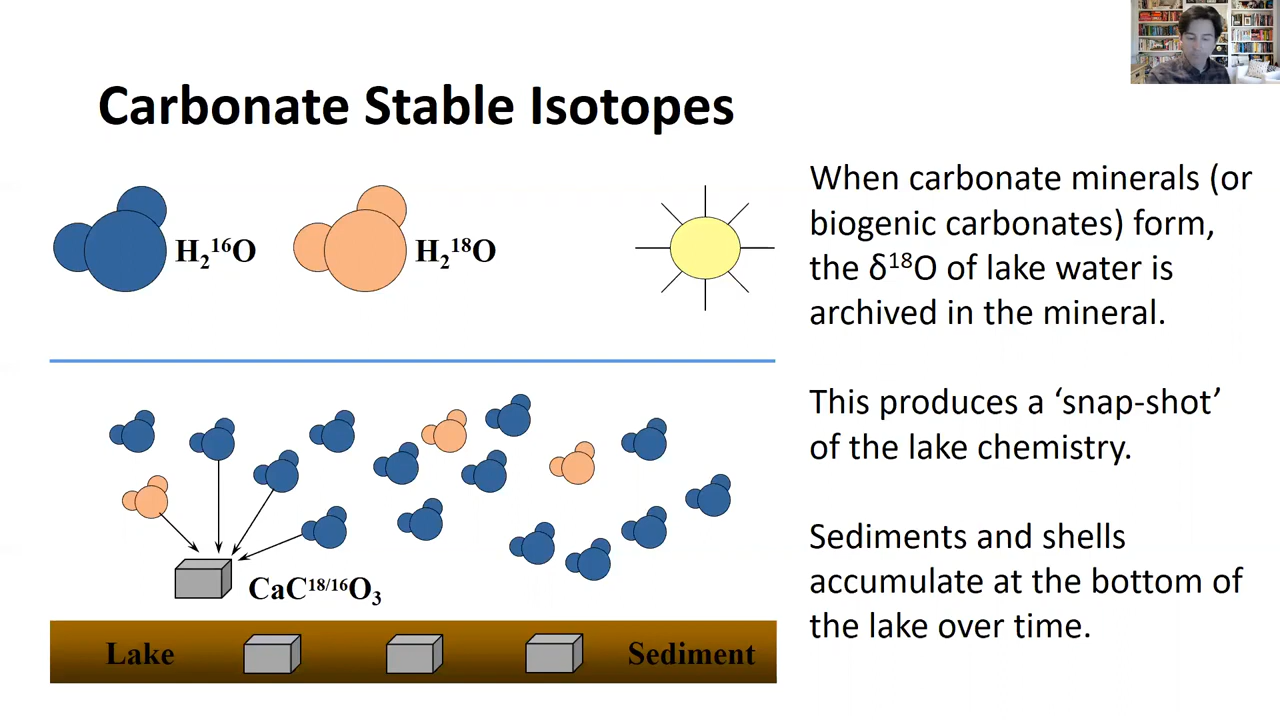 Carbonate Stable Isotopes
H₂¹⁶O
H₂¹⁸O
When carbonate minerals (or
biogenic carbonates) form,
the δ¹⁸O of lake water is
archived in the mineral.
This produces a ‘snap-shot’
of the lake chemistry.
Sediments and shells
accumulate at the bottom of
the lake over time.
CaC¹⁸ᐟ¹⁶O₃
Lake
Sediment